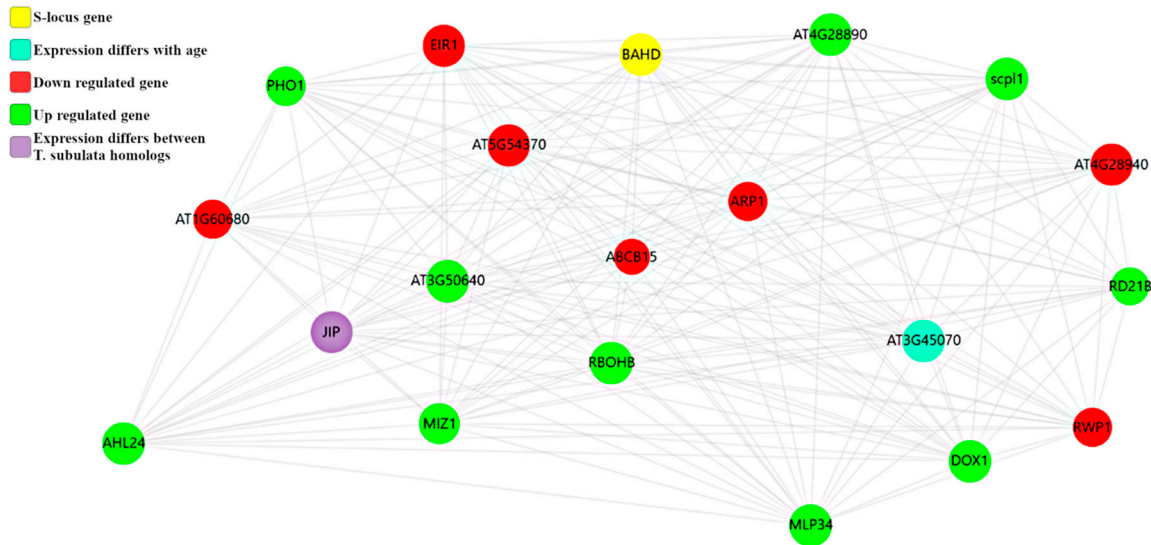 S-locus gene
Expression differs with age
Down regulated gene
Up regulated gene
Expression differs between
T. subulata homologs
EIR1
BAHD
AT4G28890
PHO1
scpl1
AT5G54370
AT4G28940
ARP1
AT1G60680
ABCB15
AT3G50640
RD21B
JIP
AT3G45070
RBOHB
MIZ1
RWP1
AHL24
DOX1
MLP34